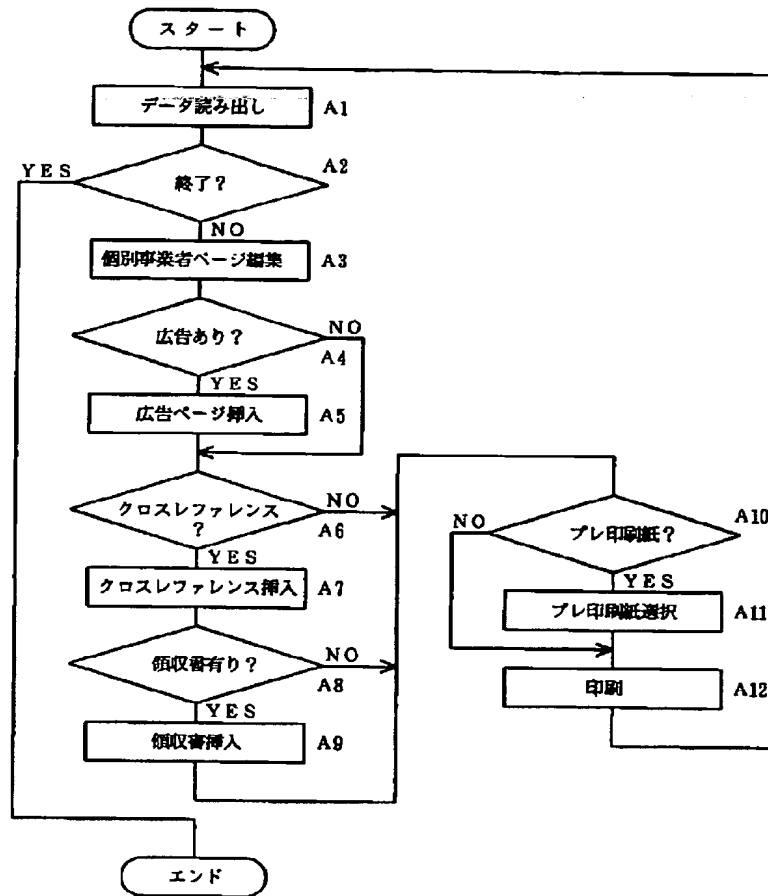 スタート
データ読み出し A1
終了? A2
YES
NO
個別事業者ページ編集 A3
広告あり? A4
NO
YES
広告ページ挿入 A5
クロスレファレンス
? A6
NO
YES
クロスレファレンス挿入 A7
領収書有り? A8
NO
YES
領収書挿入 A9
エンド
プレ印刷紙? A10
NO
YES
プレ印刷紙選択 A11
印刷 A12